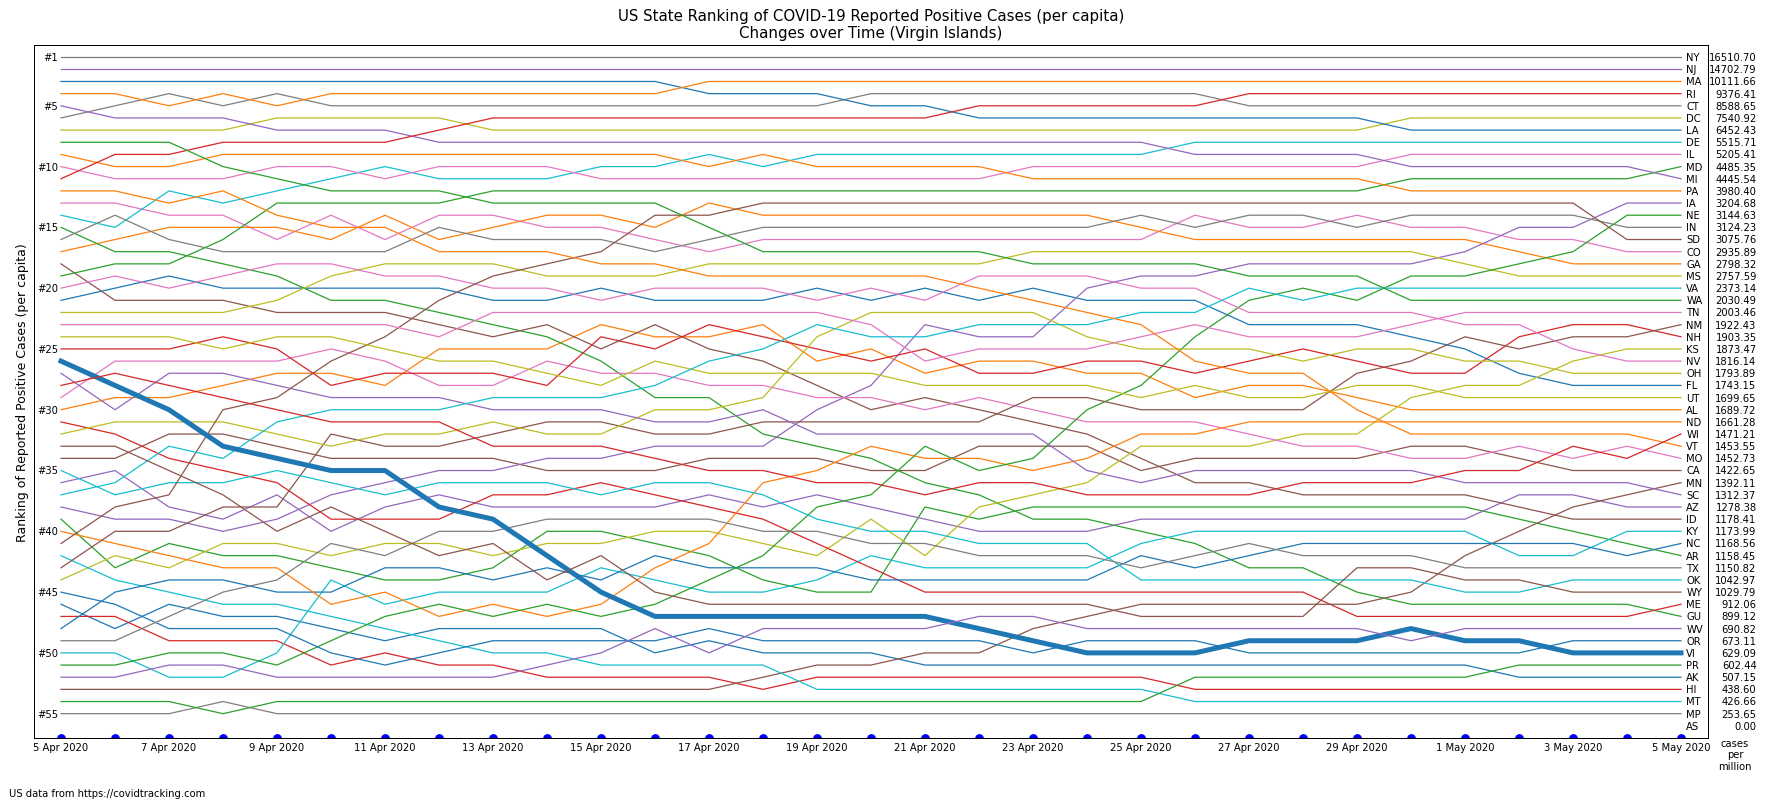 US State Ranking of COVID-19 Reported Positive Cases (per capita)
Changes over Time (Virgin Islands)
Ranking of Reported Positive Cases (per capita)
#1
#5
#10
#15
#20
#25
#30
#35
#40
#45
#50
#55
NY 16510.70
NJ 14702.79
MA 10111.66
RI 9376.41
CT 8588.65
DC 7540.92
LA 6452.43
DE 5515.71
IL 5205.41
MD 4485.35
MI 4445.54
PA 3980.40
IA 3204.68
NE 3144.63
IN 3124.23
SD 3075.76
CO 2935.89
GA 2798.32
MS 2757.59
VA 2373.14
WA 2030.49
TN 2003.46
NM 1922.43
NH 1903.35
KS 1873.47
NV 1816.14
OH 1793.89
FL 1743.15
UT 1699.65
AL 1689.72
ND 1661.28
WI 1471.21
VT 1453.55
MO 1452.73
CA 1422.65
MN 1392.11
SC 1312.37
AZ 1278.38
ID 1178.41
KY 1173.99
NC 1168.56
AR 1158.45
TX 1150.82
OK 1042.97
WY 1029.79
ME 912.06
GU 899.12
WV 690.82
OR 673.11
VI 629.09
PR 602.44
AK 507.15
HI 438.60
MT 426.66
MP 253.65
AS 0.00
5 Apr 2020 7 Apr 2020 9 Apr 2020 11 Apr 2020 13 Apr 2020 15 Apr 2020 17 Apr 2020 19 Apr 2020 21 Apr 2020 23 Apr 2020 25 Apr 2020 27 Apr 2020 29 Apr 2020 1 May 2020 3 May 2020 5 May 2020
cases
per
million
US data from https://covidtracking.com